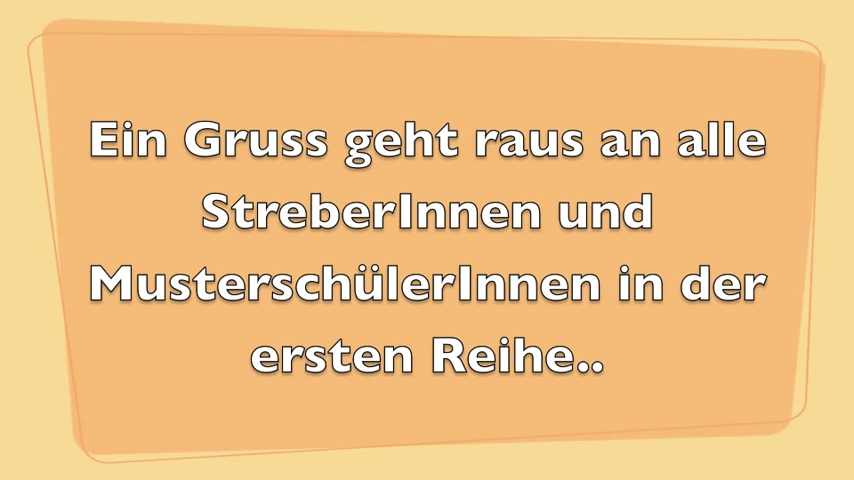 Ein Gruss geht raus an alle
StreberInnen und
MusterschülerInnen in der
ersten Reihe..